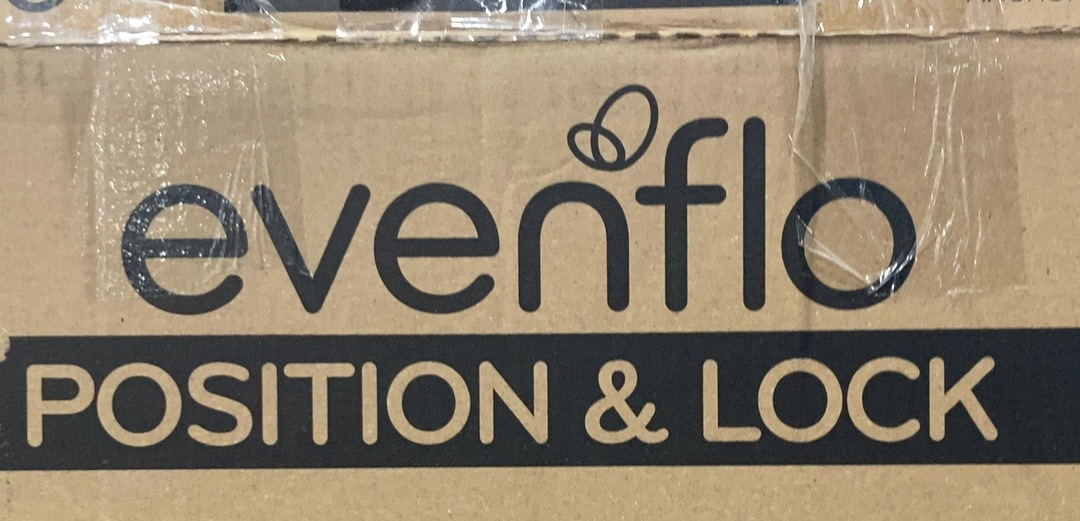 evenflo
POSITION & LOCK